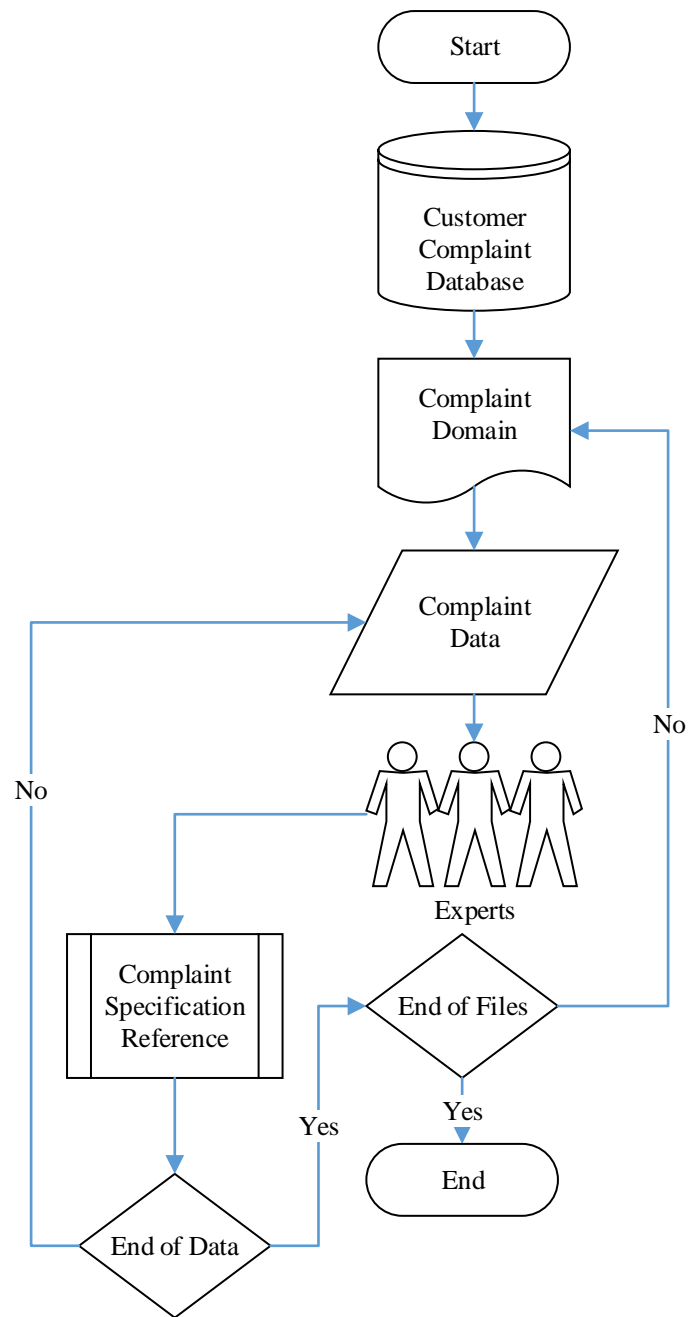 Start
Customer
Complaint
Database
Complaint
Domain
Complaint
Data
No
No
Experts
Complaint
Specification
Reference
End of Files
Yes
Yes
End
End of Data